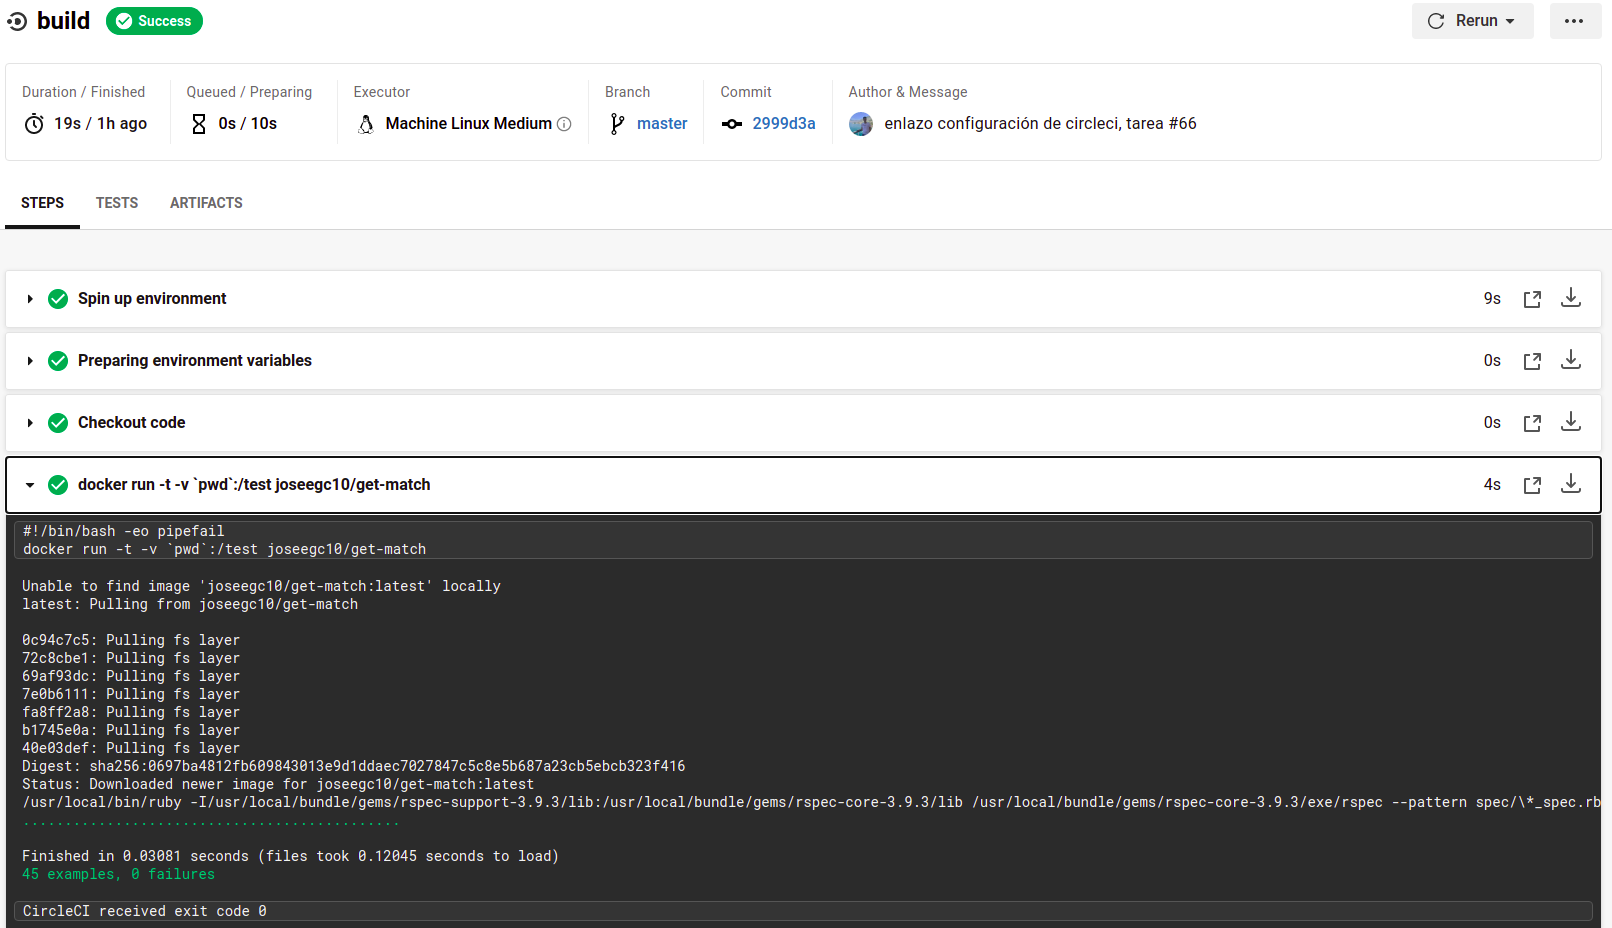 build Success Rerun
Duration / Finished Queued / Preparing Executor Branch Commit Author & Message
19s / 1h ago 0s / 10s Machine Linux Medium master 2999d3a enlazo configuración de circleci, tarea #66
STEPS TESTS ARTIFACTS
Spin up environment 9s
Preparing environment variables 0s
Checkout code 0s
docker run -t -v `pwd`:/test joseegc10/get-match 4s
#!/bin/bash -eo pipefail
docker run -t -v `pwd`:/test joseegc10/get-match
Unable to find image 'joseegc10/get-match:latest' locally
latest: Pulling from joseegc10/get-match
0c94c7c5: Pulling fs layer
72c8cbe1: Pulling fs layer
69af93dc: Pulling fs layer
7e0b6111: Pulling fs layer
fa8ff2a8: Pulling fs layer
b1745e0a: Pulling fs layer
40e03def: Pulling fs layer
Digest: sha256:0697ba4812fb609843013e9d1ddaec7027847c5c8e5b687a23cb5ebcb323f416
Status: Downloaded newer image for joseegc10/get-match:latest
/usr/local/bin/ruby -I/usr/local/bundle/gems/rspec-support-3.9.3/lib:/usr/local/bundle/gems/rspec-core-3.9.3/lib /usr/local/bundle/gems/rspec-core-3.9.3/exe/rspec --pattern spec/\*_spec.rb
.............................................
Finished in 0.03081 seconds (files took 0.12045 seconds to load)
45 examples, 0 failures
CircleCI received exit code 0